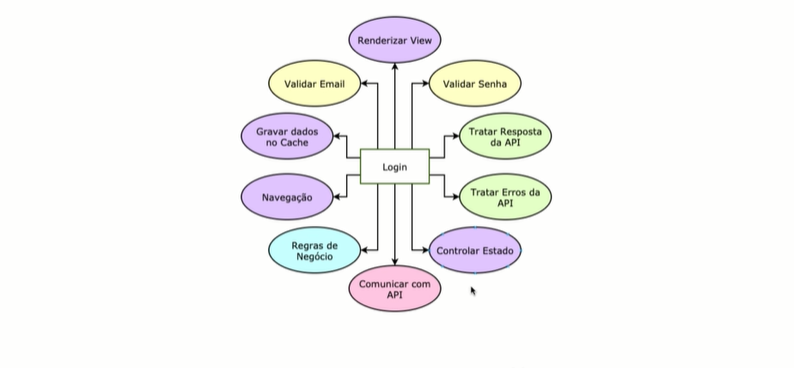 Renderizar View
Validar Email
Validar Senha
Gravar dados
no Cache
Tratar Resposta
da API
Login
Navegação
Tratar Erros da
API
Regras de
Negócio
Controlar Estado
Comunicar com
API